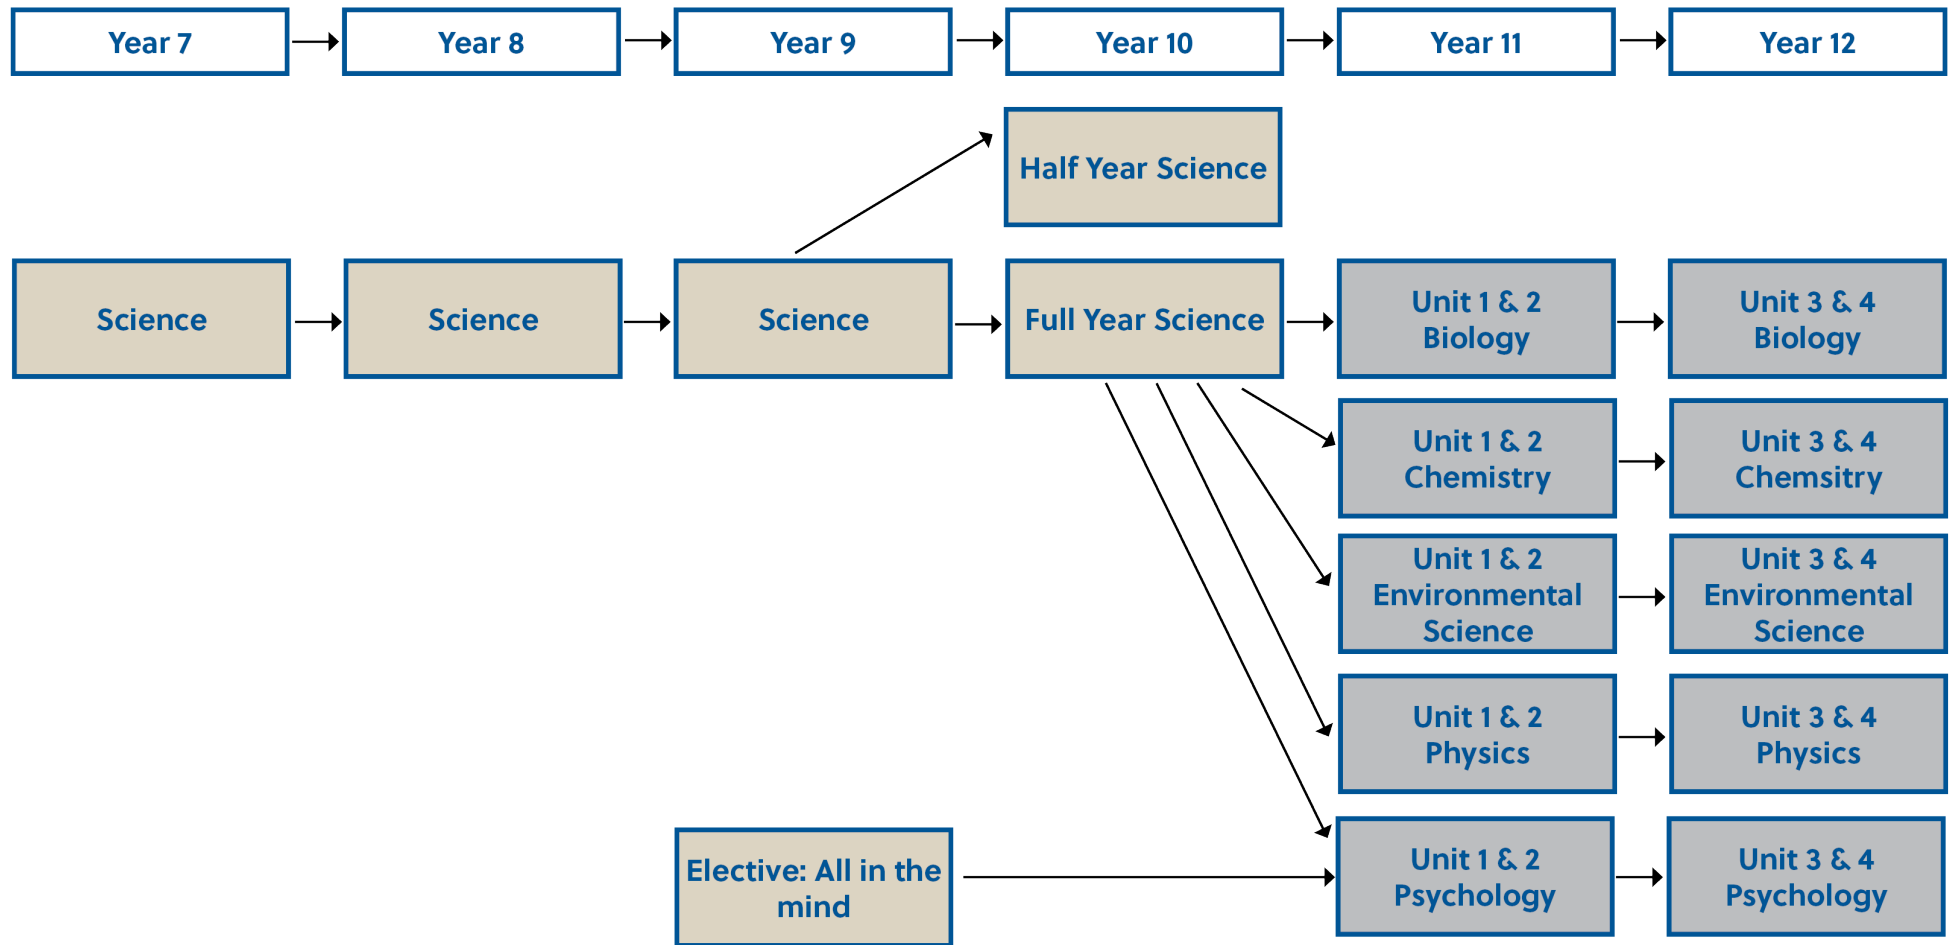 Year 7
Year 8
Year 9
Year 10
Year 11
Year 12
Half Year Science
Science
Science
Science
Full Year Science
Unit 1 & 2
Biology
Unit 3 & 4
Biology
Unit 1 & 2
Chemistry
Unit 3 & 4
Chemsitry
Unit 1 & 2
Environmental
Science
Unit 3 & 4
Environmental
Science
Unit 1 & 2
Physics
Unit 3 & 4
Physics
Elective: All in the
mind
Unit 1 & 2
Psychology
Unit 3 & 4
Psychology